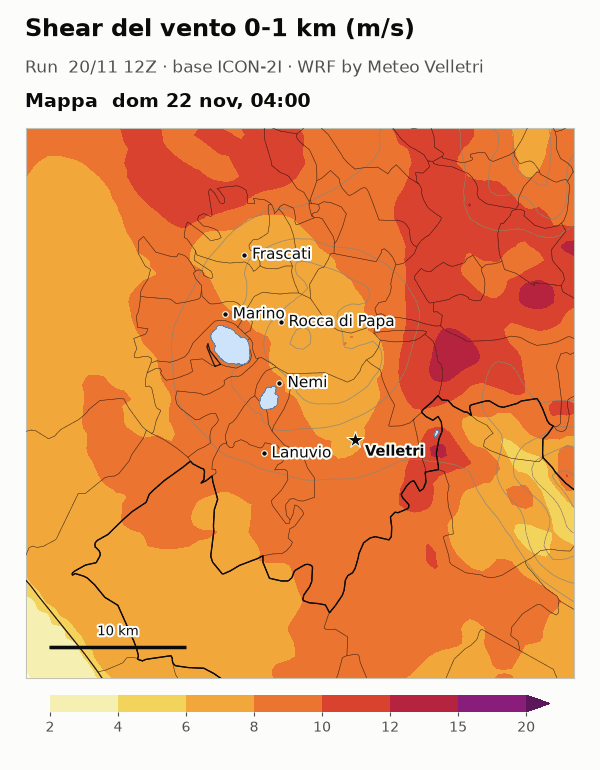 Shear del vento 0-1 km (m/s)
Run  20/11 12Z · base ICON-2I · WRF by Meteo Velletri
Mappa  dom 22 nov, 04:00
Frascati
Marino
Rocca di Papa
Nemi
Velletri
Lanuvio
10 km
2 4 6 8 10 12 15 20